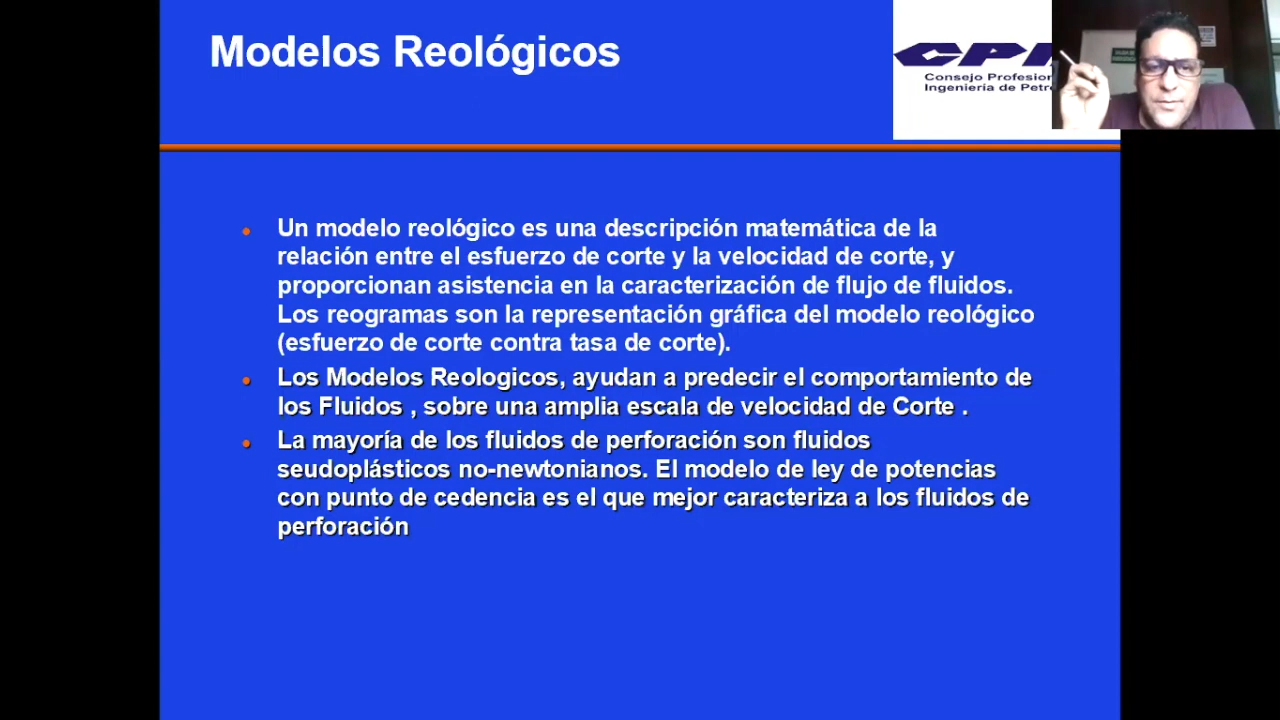 Modelos Reológicos
Consejo Profesion
Ingeniería de Petr
Un modelo reológico es una descripción matemática de la
relación entre el esfuerzo de corte y la velocidad de corte, y
proporcionan asistencia en la caracterización de flujo de fluidos.
Los reogramas son la representación gráfica del modelo reológico
(esfuerzo de corte contra tasa de corte).
Los Modelos Reologicos, ayudan a predecir el comportamiento de
los Fluidos , sobre una amplia escala de velocidad de Corte .
La mayoría de los fluidos de perforación son fluidos
seudoplásticos no-newtonianos. El modelo de ley de potencias
con punto de cedencia es el que mejor caracteriza a los fluidos de
perforación